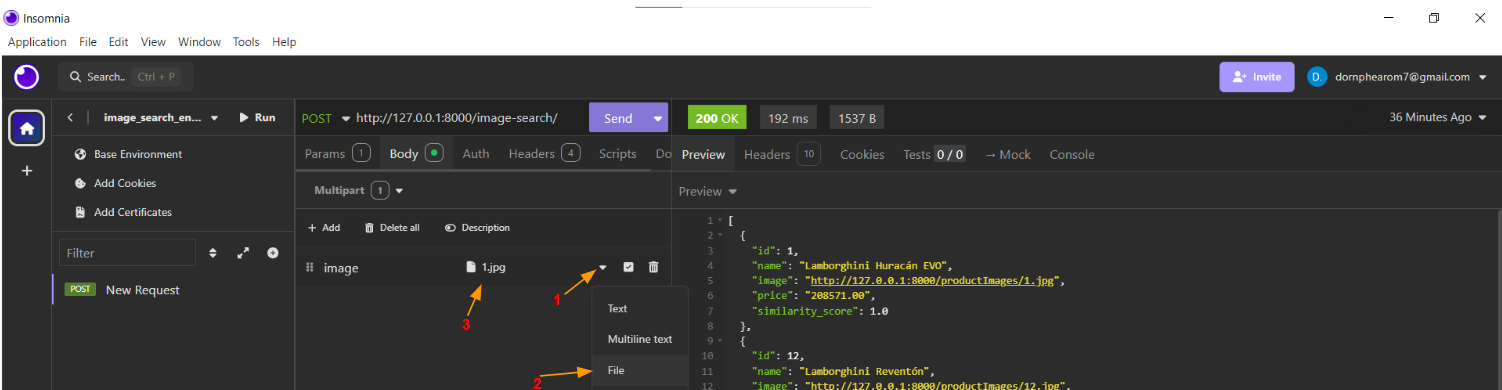 Insomnia
Application File Edit View Window Tools Help
Search.. Ctrl + P
Invite
D. dornphearom7@gmail.com
image_search_en... Run
POST http://127.0.0.1:8000/image-search/ Send
200 OK 192 ms 1537 B 36 Minutes Ago
Base Environment
Add Cookies
Add Certificates
Filter
POST New Request
Params 1 Body Auth Headers 4 Scripts Do
Multipart 1
+ Add Delete all Description
image 1.jpg
1
3
Text
Multiline text
2
File
Preview Headers 10 Cookies Tests 0 / 0 → Mock Console
Preview
1 [
2 {
3 "id": 1,
4 "name": "Lamborghini Huracán EVO",
5 "image": "http://127.0.0.1:8000/productImages/1.jpg",
6 "price": "208571.00",
7 "similarity_score": 1.0
8 },
9 {
10 "id": 12,
11 "name": "Lamborghini Reventón",
12 "image": "http://127.0.0.1:8000/productImages/12.jpg",